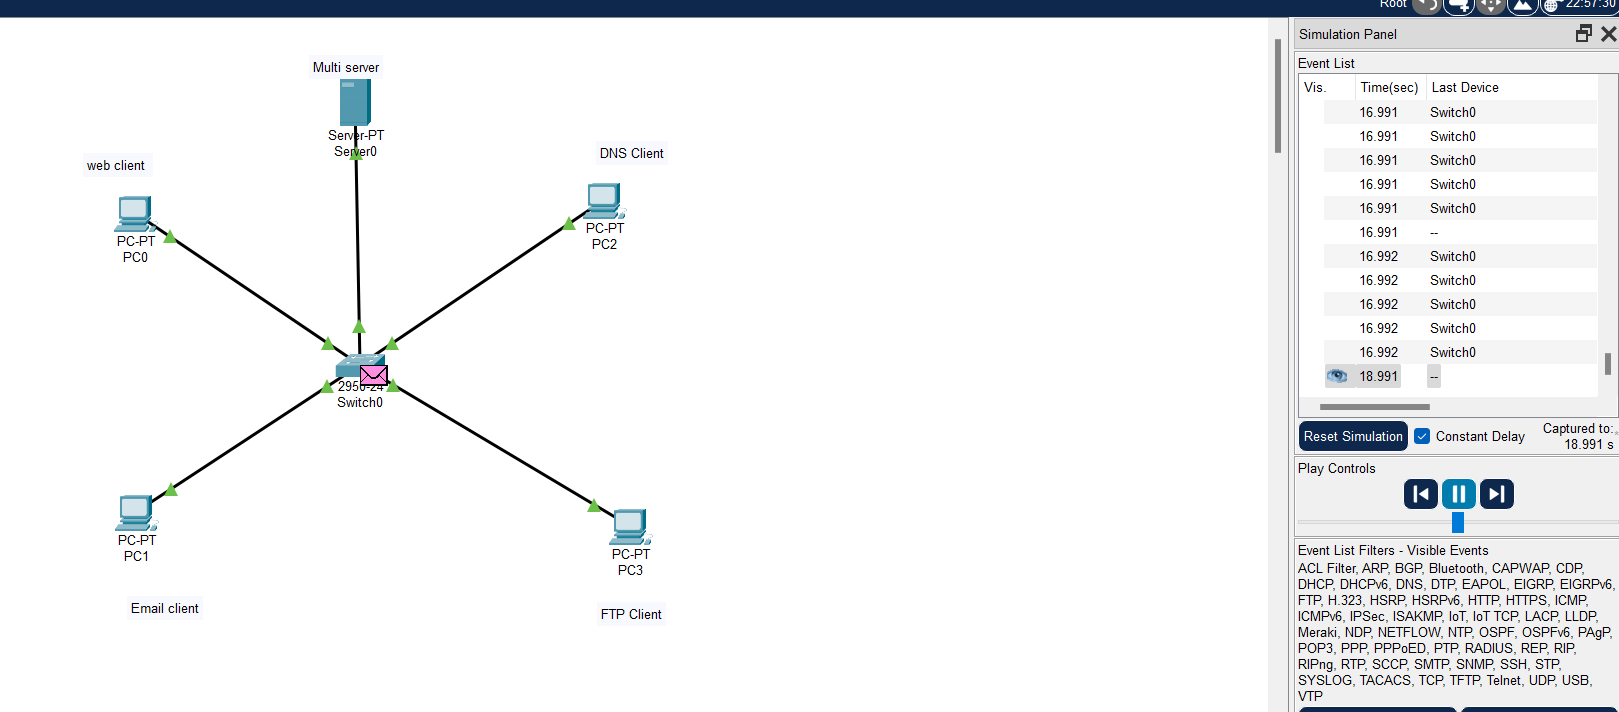 Root
22:57:30
Multi server
Server-PT
Server0
web client
DNS Client
PC-PT
PC0
PC-PT
PC2
2950-24
Switch0
PC-PT
PC1
PC-PT
PC3
Email client
FTP Client
Simulation Panel
Event List
Vis. Time(sec) Last Device
16.991 Switch0
16.991 Switch0
16.991 Switch0
16.991 Switch0
16.991 Switch0
16.991 --
16.992 Switch0
16.992 Switch0
16.992 Switch0
16.992 Switch0
16.992 Switch0
18.991 --
Reset Simulation Constant Delay Captured to:
18.991 s
Play Controls
Event List Filters - Visible Events
ACL Filter, ARP, BGP, Bluetooth, CAPWAP, CDP,
DHCP, DHCPv6, DNS, DTP, EAPOL, EIGRP, EIGRPv6,
FTP, H.323, HSRP, HSRPv6, HTTP, HTTPS, ICMP,
ICMPv6, IPSec, ISAKMP, IoT, IoT TCP, LACP, LLDP,
Meraki, NDP, NETFLOW, NTP, OSPF, OSPFv6, PAgP,
POP3, PPP, PPPoED, PTP, RADIUS, REP, RIP,
RIPng, RTP, SCCP, SMTP, SNMP, SSH, STP,
SYSLOG, TACACS, TCP, TFTP, Telnet, UDP, USB,
VTP